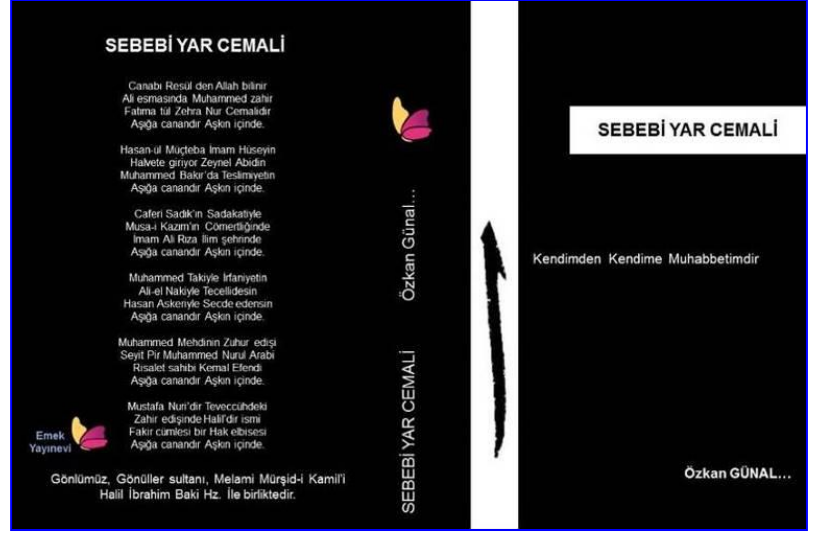 SEBEBİ YAR CEMALİ
Canabı Resül den Allah bilinir
Ali esmasında Muhammed zahir
Fatıma tül Zehra Nur Cemalidir
Aşığa canandır Aşkın içinde.
Hasan-ül Müçteba İmam Hüseyin
Halvete giriyor Zeynel Abidin
Muhammed Bakır'da Teslimiyetin
Aşığa canandır Aşkın içinde.
Caferi Sadık'ın Sadakatiyle
Musa-i Kazım'ın Cömertliğinde
İmam Ali Rıza İlim şehrinde
Aşığa canandır Aşkın içinde.
Muhammed Takiyle İrfaniyetin
Ali-el Nakiyle Tecellidesin
Hasan Askeriyle Secde edensin
Aşığa canandır Aşkın içinde.
Muhammed Mehdinin Zuhur edişi
Seyit Pir Muhammed Nurul Arabi
Risalet sahibi Kemal Efendi
Aşığa canandır Aşkın içinde.
Mustafa Nuri'dir Teveccühdeki
Zahir edişinde Halil'dir ismi
Fakir cümlesi bir Hak elbisesi
Aşığa canandır Aşkın içinde.
Emek
Yayınevi
Gönlümüz, Gönüller sultanı, Melami Mürşid-i Kamil'i
Halil İbrahim Baki Hz. İle birliktedir.
Özkan Günal...
SEBEBİ YAR CEMALİ
SEBEBİ YAR CEMALİ
Kendimden Kendime Muhabbetimdir
Özkan GÜNAL...